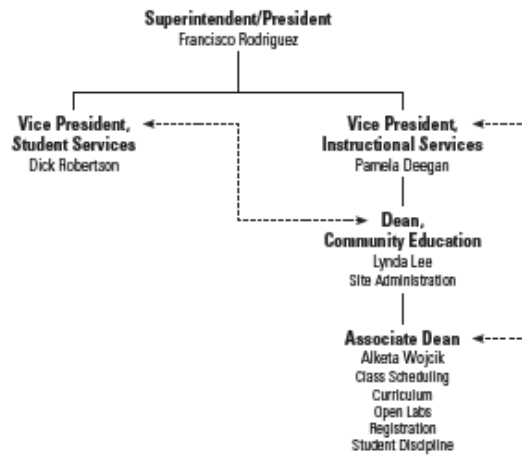 Superintendent/President
Francisco Rodriguez
Vice President,
Student Services
Dick Robertson
Vice President,
Instructional Services
Pamela Deegan
Dean,
Community Education
Lynda Lee
Site Administration
Associate Dean
Alketa Wojcik
Class Scheduling
Curriculum
Open Labs
Registration
Student Discipline